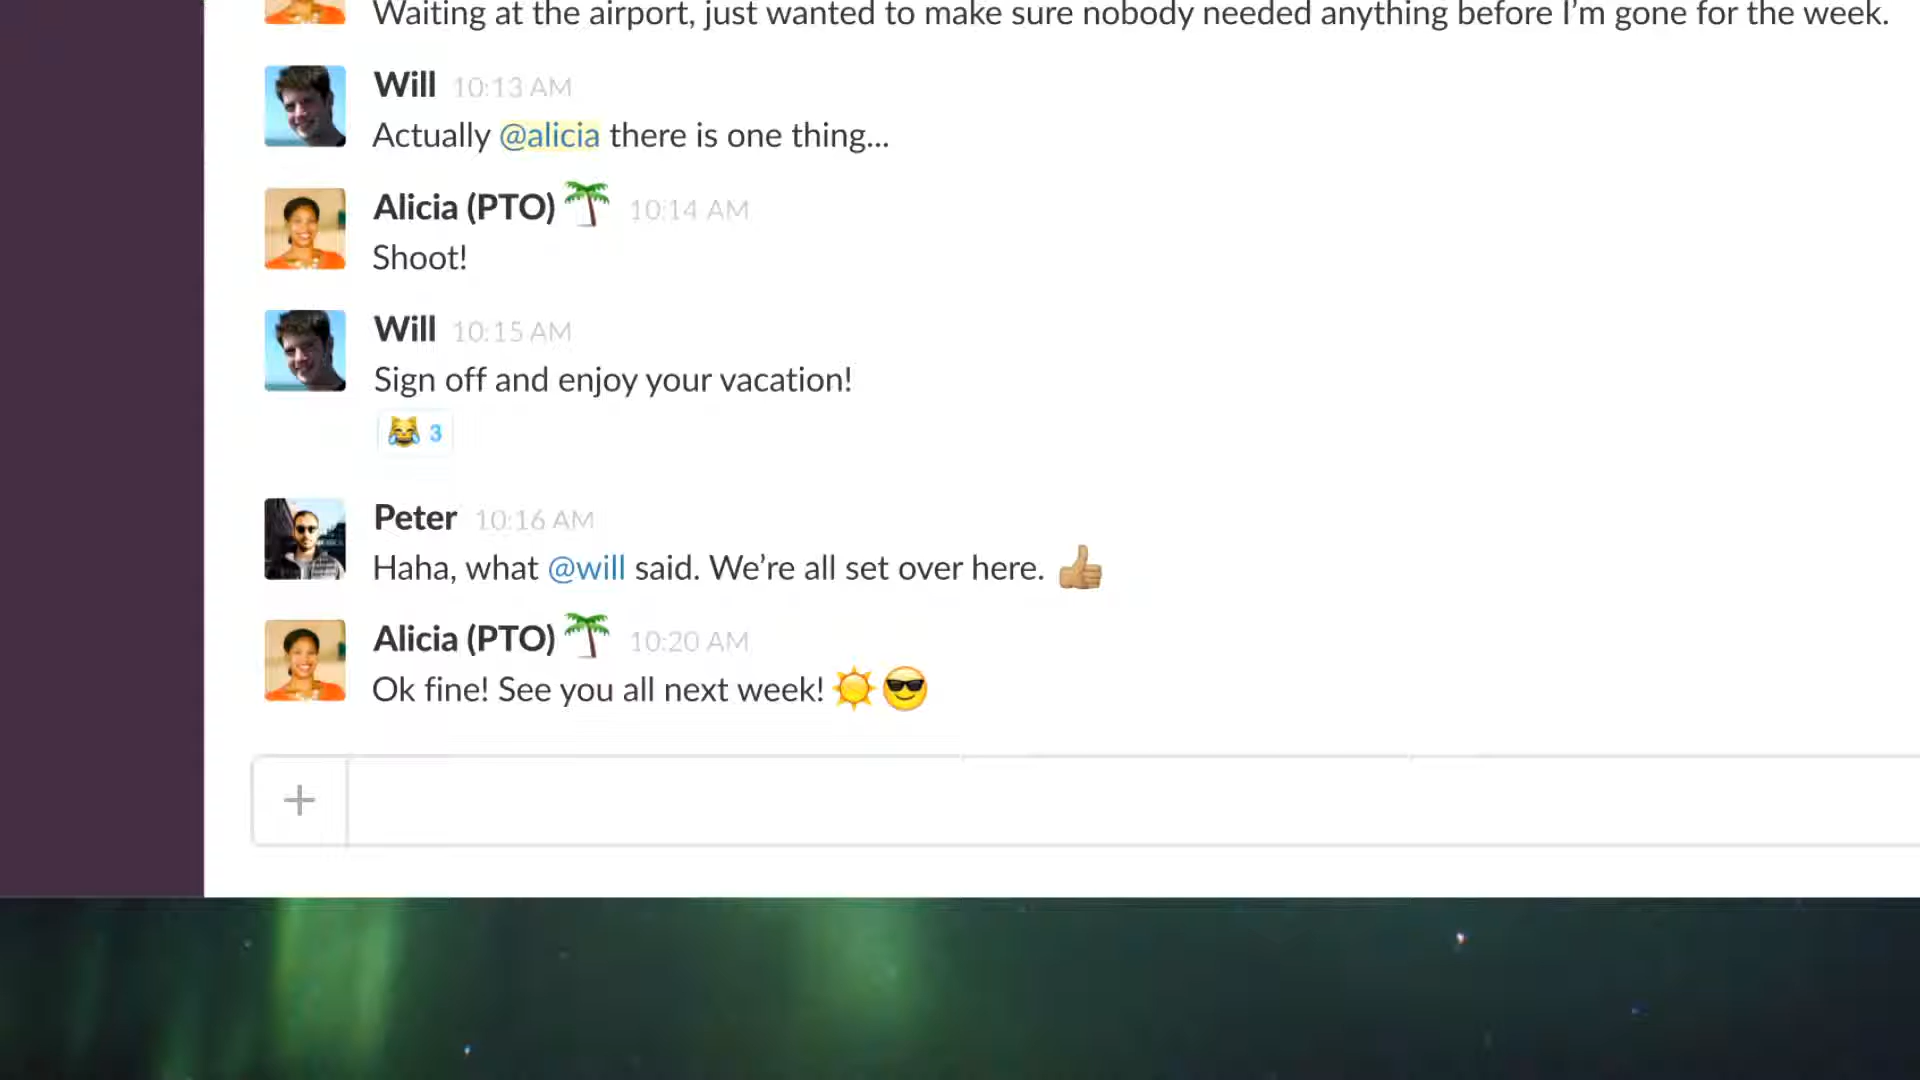 Waiting at the airport, just wanted to make sure nobody needed anything before I’m gone for the week.
Will 10:13 AM
Actually @alicia there is one thing...
Alicia (PTO) 10:14 AM
Shoot!
Will 10:15 AM
Sign off and enjoy your vacation!
3
Peter 10:16 AM
Haha, what @will said. We’re all set over here.
Alicia (PTO) 10:20 AM
Ok fine! See you all next week!